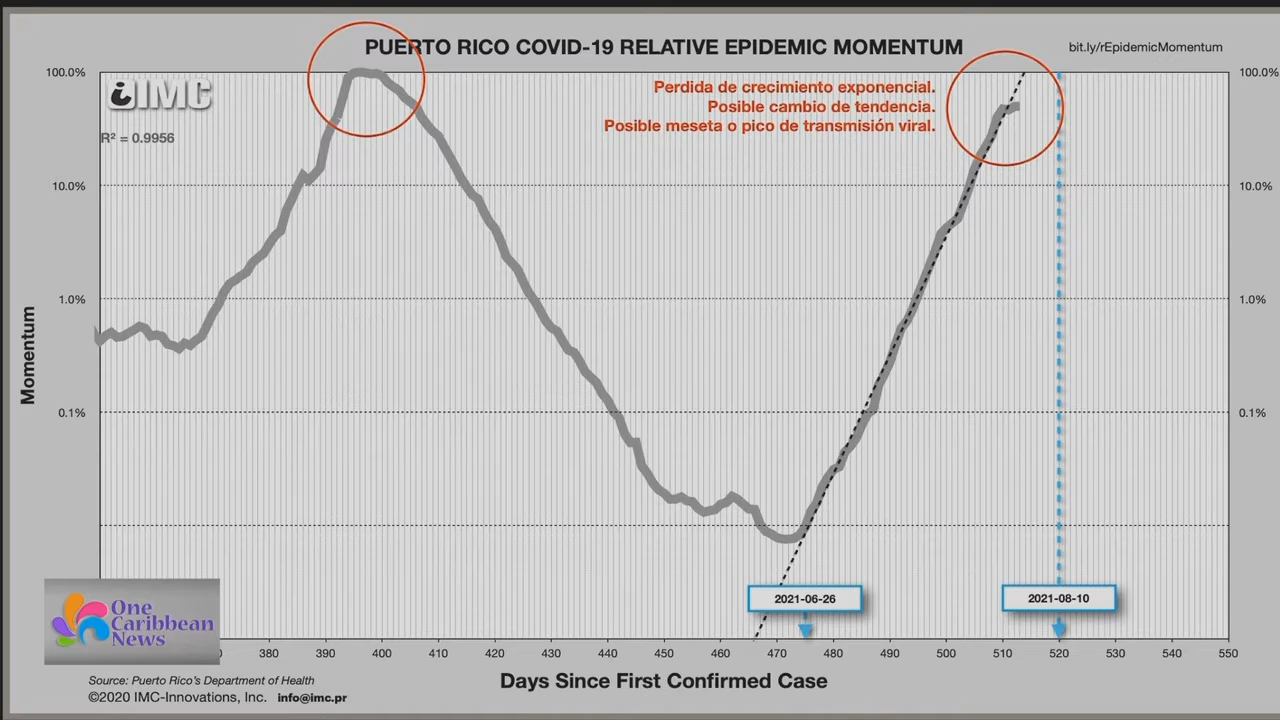 PUERTO RICO COVID-19 RELATIVE EPIDEMIC MOMENTUM
bit.ly/rEpidemicMomentum
100.0%
100.0%
iIMC
Perdida de crecimiento exponencial.
Posible cambio de tendencia.
Posible meseta o pico de transmisión viral.
R² = 0.9956
10.0%
10.0%
1.0%
1.0%
Momentum
0.1%
0.1%
2021-06-26
2021-08-10
One
Caribbean
News
380 390 400 410 420 430 440 450 460 470 480 490 500 510 520 530 540 550
Days Since First Confirmed Case
Source: Puerto Rico's Department of Health
©2020 IMC-Innovations, Inc. info@imc.pr